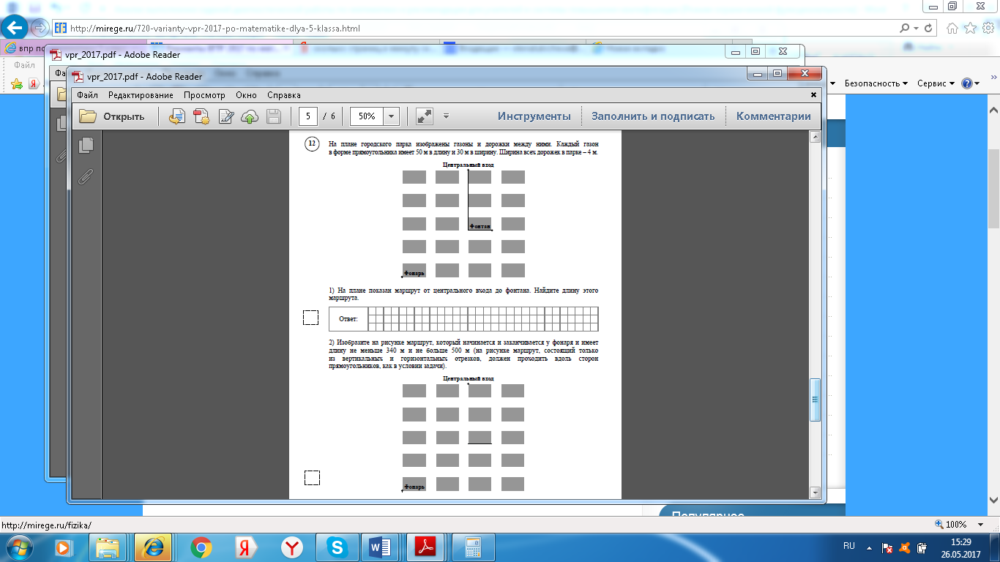 http://mirege.ru/720-varianty-vpr-2017-po-matematike-dlya-5-klassa.html
впр по
vpr_2017.pdf - Adobe Reader
Файл
vpr_2017.pdf - Adobe Reader
Файл Редактирование Просмотр Окно Справка
Безопасность Сервис
Открыть 5 / 6 50% Инструменты Заполнить и подписать Комментарии
12 На плане городского парка изображены газоны и дорожки между ними. Каждый газон
в форме прямоугольника имеет 50 м в длину и 30 м в ширину. Ширина всех дорожек в парке – 4 м.
Центральный вход
Фонтан
Фонарь
1) На плане показан маршрут от центрального входа до фонтана. Найдите длину этого
маршрута.
Ответ:
2) Изобразите на рисунке маршрут, который начинается и заканчивается у фонаря и имеет
длину не меньше 340 м и не больше 500 м (на рисунке маршрут, состоящий только
из вертикальных и горизонтальных отрезков, должен проходить вдоль сторон
прямоугольников, как в условии задачи).
Центральный вход
Фонарь
Популярное
http://mirege.ru/fizika/
100%
RU 15:29
26.05.2017